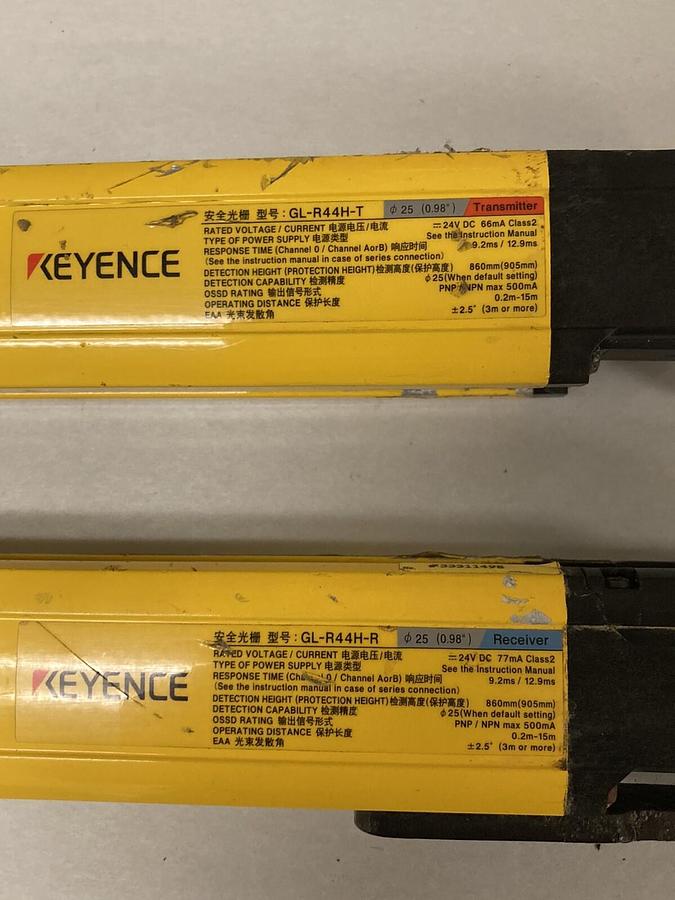 KEYENCE
安全光栅 型号: GL-R44H-T ϕ 25 (0.98") Transmitter
RATED VOLTAGE / CURRENT 电源电压/电流 ⎓24V DC 66mA Class2
TYPE OF POWER SUPPLY 电源类型 See the Instruction Manual
RESPONSE TIME (Channel 0 / Channel AorB) 响应时间 9.2ms / 12.9ms
(See the instruction manual in case of series connection)
DETECTION HEIGHT (PROTECTION HEIGHT) 检测高度(保护高度) 860mm(905mm)
DETECTION CAPABILITY 检测精度 ϕ25(When default setting)
OSSD RATING 输出信号形式 PNP / NPN max 500mA
OPERATING DISTANCE 保护长度 0.2m-15m
EAA 光束发散角 ±2.5° (3m or more)
KEYENCE
安全光栅 型号: GL-R44H-R ϕ 25 (0.98") Receiver
RATED VOLTAGE / CURRENT 电源电压/电流 ⎓24V DC 77mA Class2
TYPE OF POWER SUPPLY 电源类型 See the Instruction Manual
RESPONSE TIME (Channel 0 / Channel AorB) 响应时间 9.2ms / 12.9ms
(See the instruction manual in case of series connection)
DETECTION HEIGHT (PROTECTION HEIGHT) 检测高度(保护高度) 860mm(905mm)
DETECTION CAPABILITY 检测精度 ϕ25(When default setting)
OSSD RATING 输出信号形式 PNP / NPN max 500mA
OPERATING DISTANCE 保护长度 0.2m-15m
EAA 光束发散角 ±2.5° (3m or more)